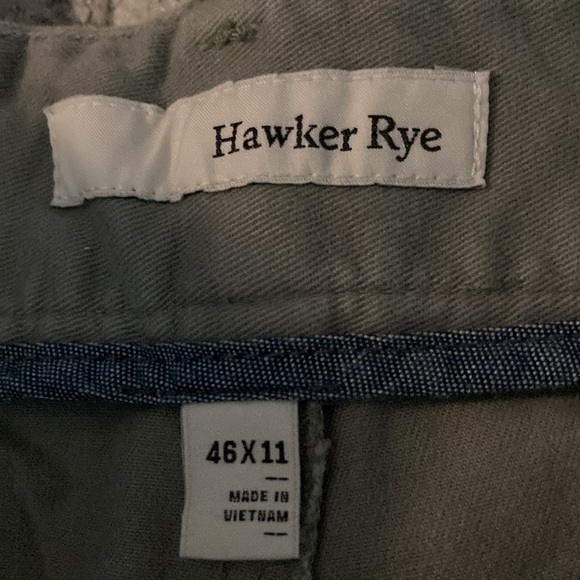 Hawker Rye
46X11
MADE IN
VIETNAM